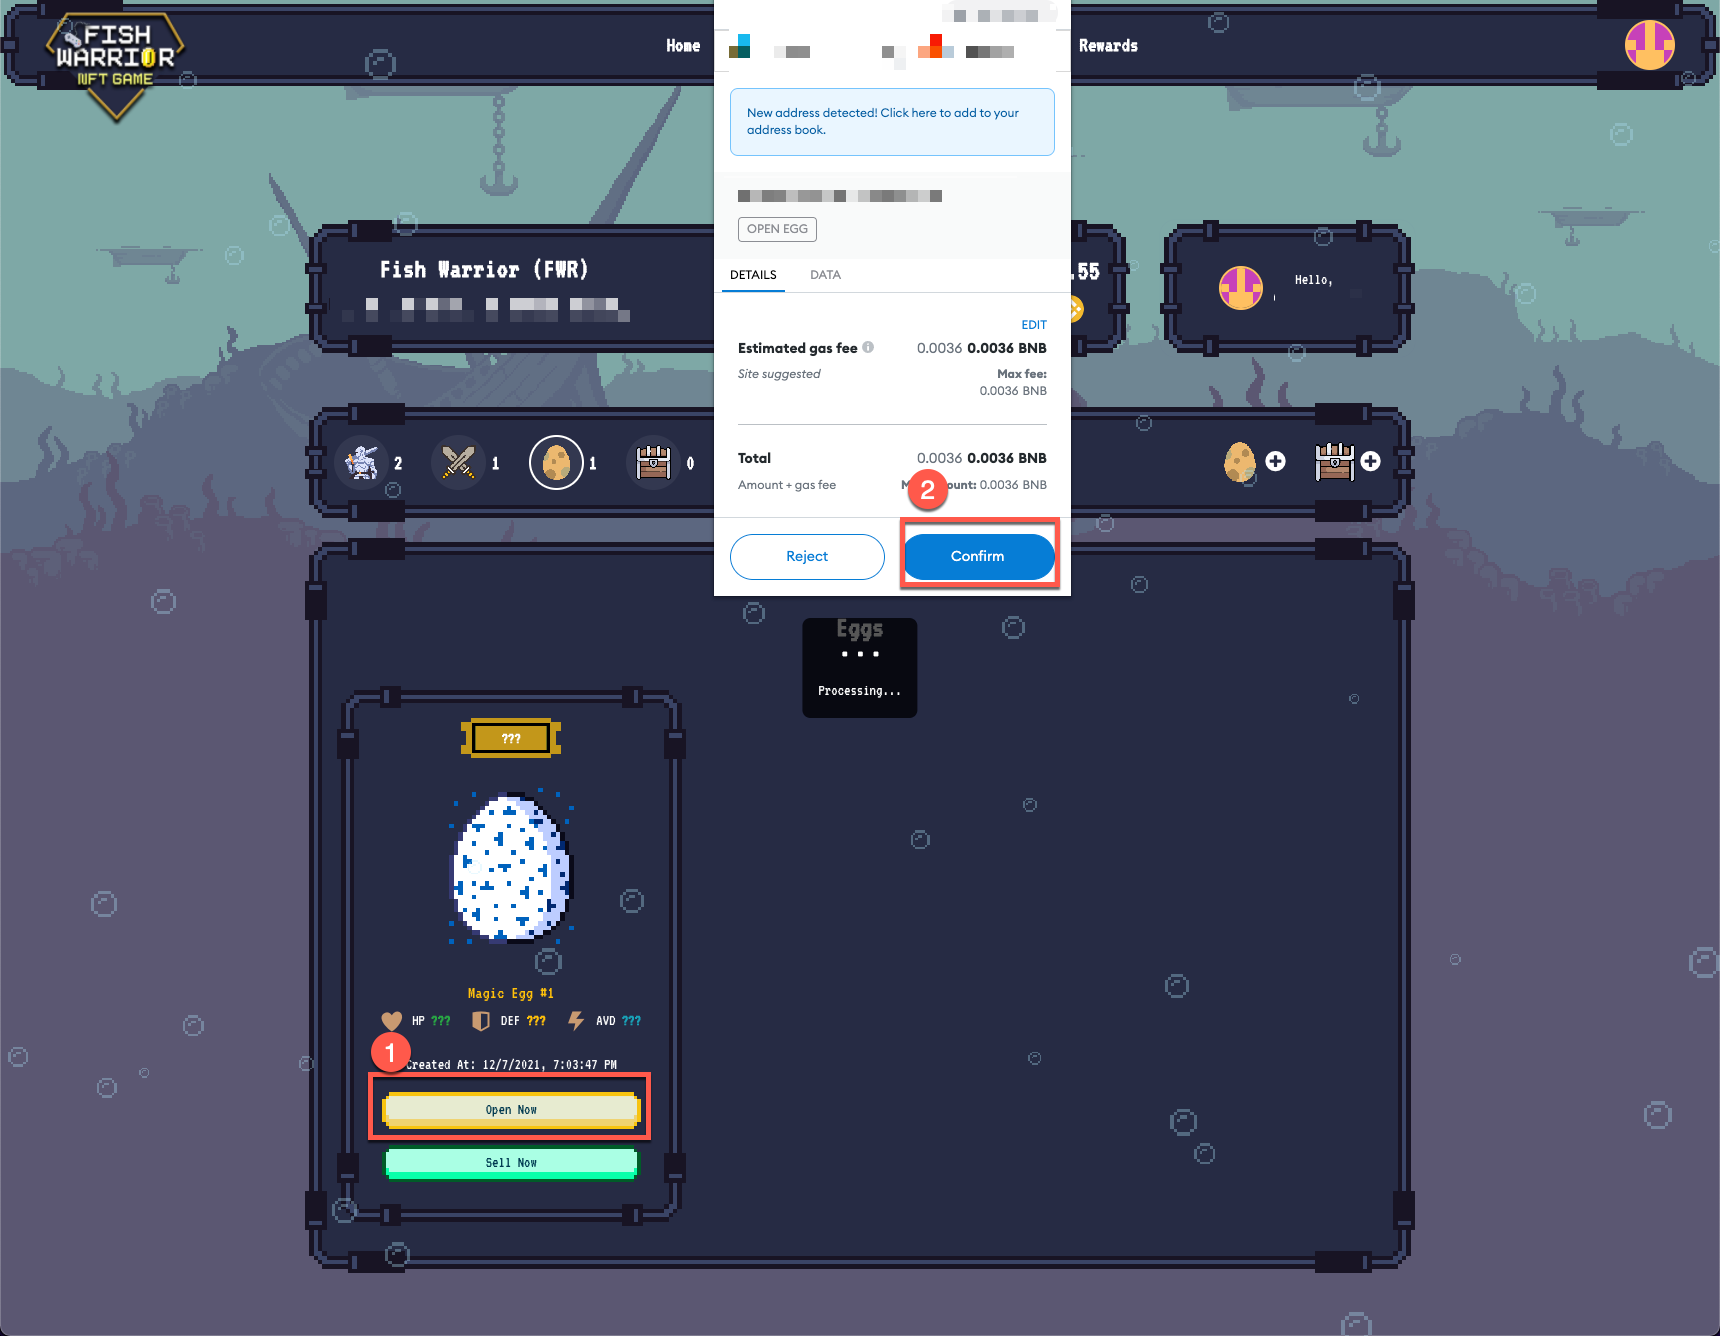 FISH
WARRIOR
NFT GAME
Home
Rewards
New address detected! Click here to add to your
address book.
OPEN EGG
DETAILS DATA
EDIT
Estimated gas fee 0.0036 0.0036 BNB
Site suggested Max fee:
0.0036 BNB
Total 0.0036 0.0036 BNB
Amount + gas fee ount: 0.0036 BNB
2
Reject Confirm
Fish Warrior (FWR)
.55
Hello,
2 1 1 0
Eggs
...
Processing...
???
Magic Egg #1
HP ??? DEF ??? AVD ???
1
Created At: 12/7/2021, 7:03:47 PM
Open Now
Sell Now